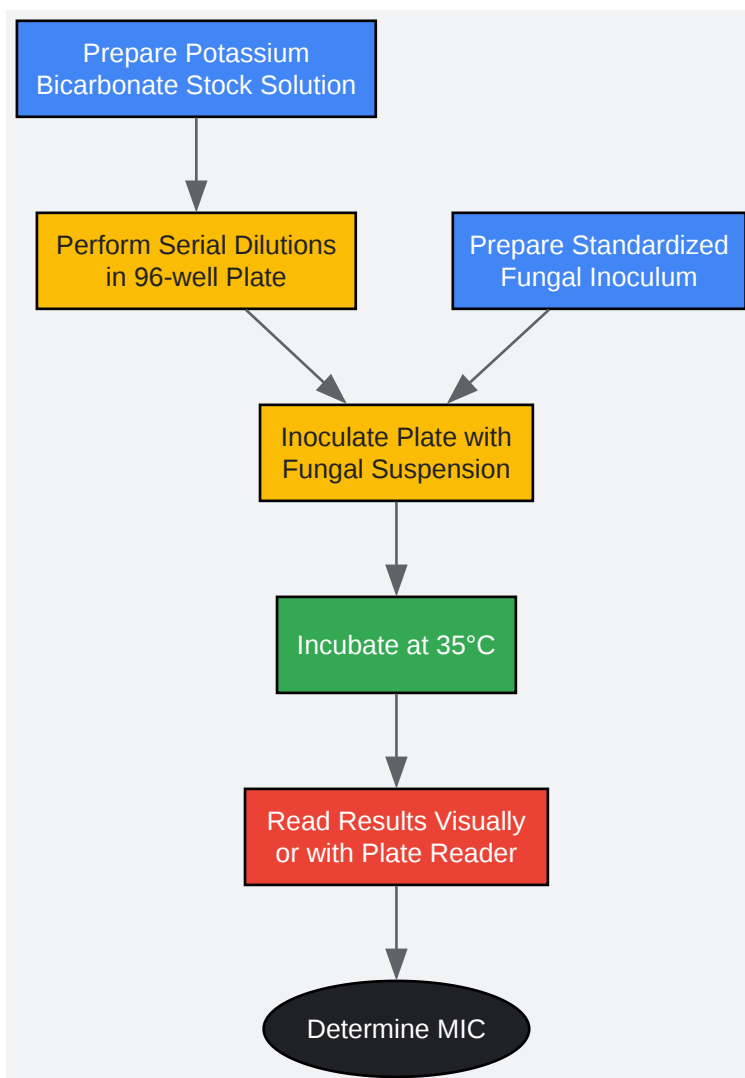 Prepare Potassium
Bicarbonate Stock Solution
Perform Serial Dilutions
in 96-well Plate
Prepare Standardized
Fungal Inoculum
Inoculate Plate with
Fungal Suspension
Incubate at 35°C
Read Results Visually
or with Plate Reader
Determine MIC